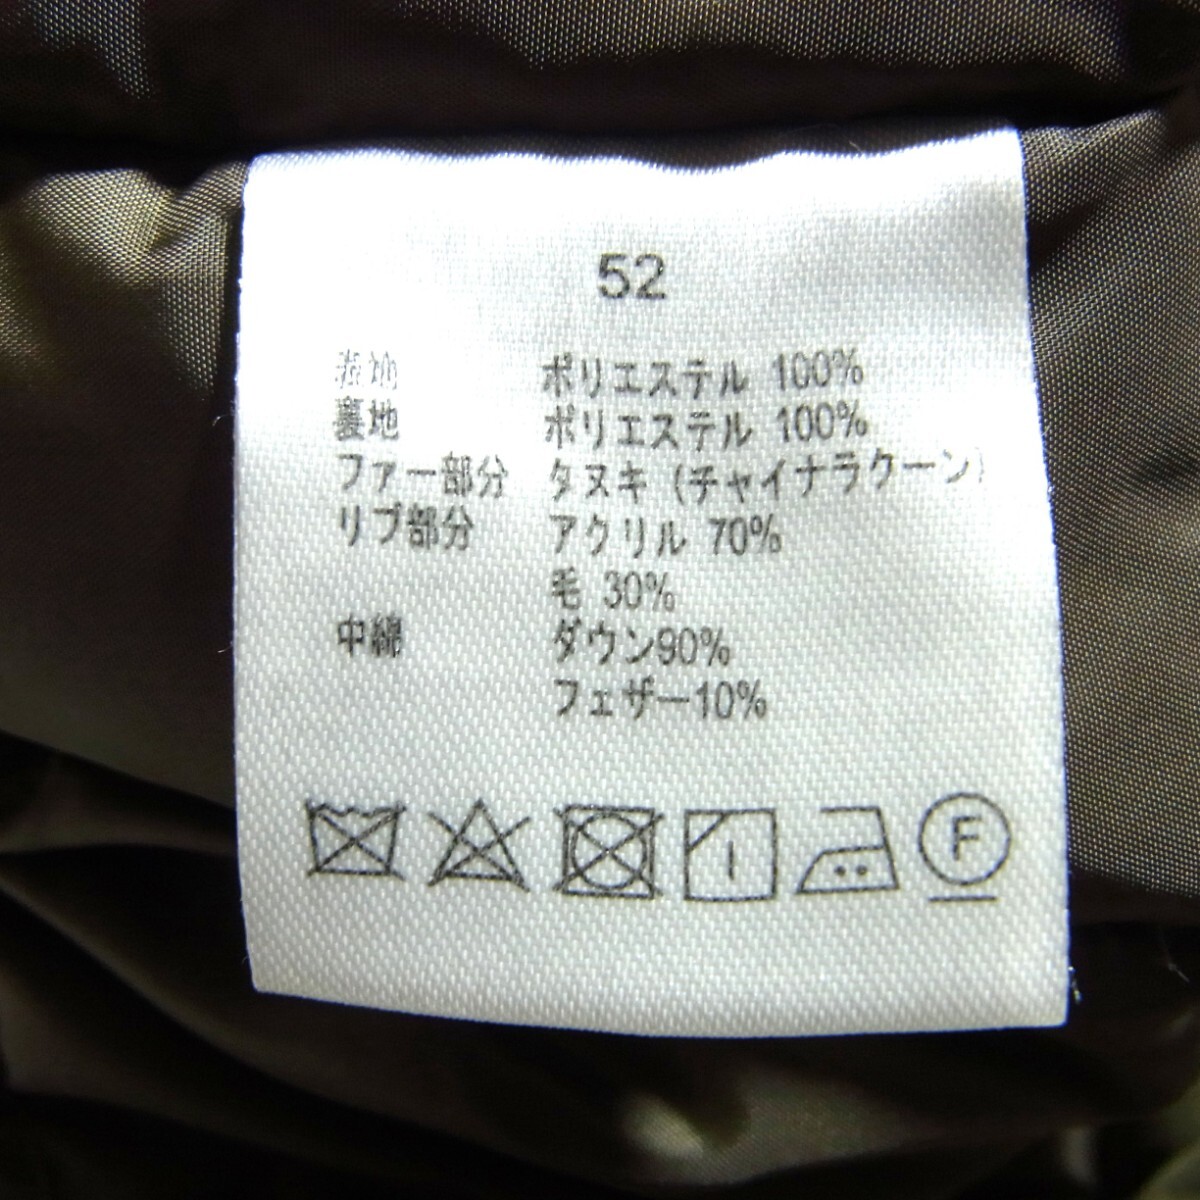 52
表地 ポリエステル 100%
裏地 ポリエステル 100%
ファー部分 タヌキ (チャイナラクーン)
リブ部分 アクリル 70%
毛 30%
中綿 ダウン90%
フェザー10%
F